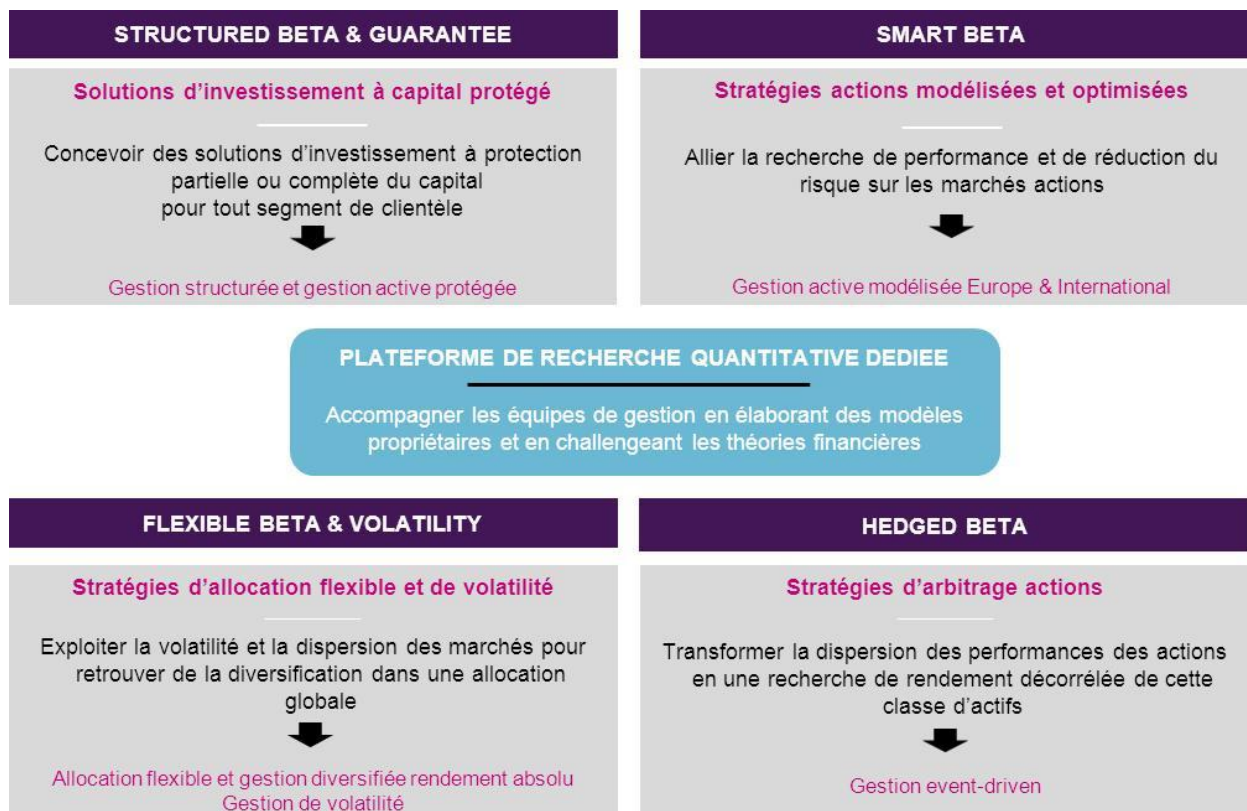 STRUCTURED BETA & GUARANTEE
Solutions d'investissement à capital protégé
Concevoir des solutions d'investissement à protection
partielle ou complète du capital
pour tout segment de clientèle
Gestion structurée et gestion active protégée
SMART BETA
Stratégies actions modélisées et optimisées
Allier la recherche de performance et de réduction du
risque sur les marchés actions
Gestion active modélisée Europe & International
PLATEFORME DE RECHERCHE QUANTITATIVE DEDIEE
Accompagner les équipes de gestion en élaborant des modèles
propriétaires et en challengeant les théories financières
FLEXIBLE BETA & VOLATILITY
Stratégies d'allocation flexible et de volatilité
Exploiter la volatilité et la dispersion des marchés pour
retrouver de la diversification dans une allocation
globale
Allocation flexible et gestion diversifiée rendement absolu
Gestion de volatilité
HEDGED BETA
Stratégies d'arbitrage actions
Transformer la dispersion des performances des actions
en une recherche de rendement décorrélée de cette
classe d'actifs
Gestion event-driven